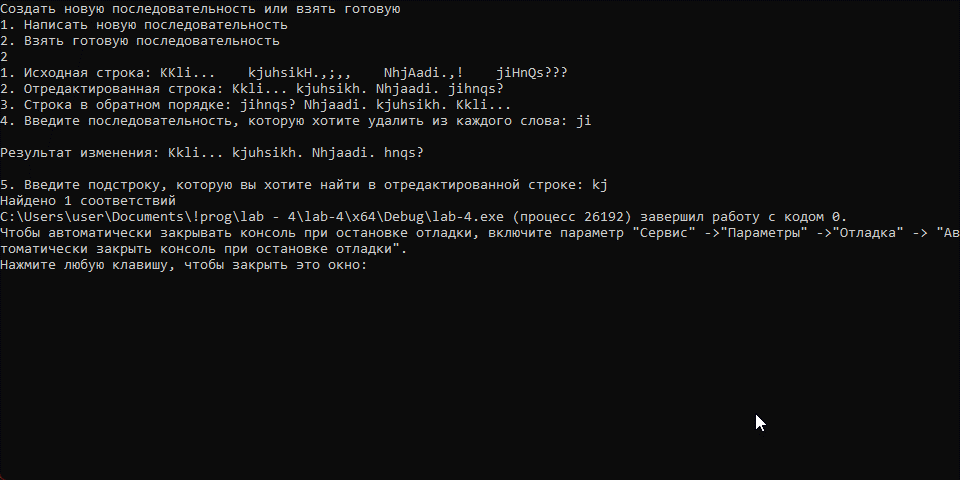 Создать новую последовательность или взять готовую
1. Написать новую последовательность
2. Взять готовую последовательность
2
1. Исходная строка: KKli...    kjuhsikH.,;,,    NhjAadi.,!    jiHnQs???
2. Отредактированная строка: Kkli... kjuhsikh. Nhjaadi. jihnqs?
3. Строка в обратном порядке: jihnqs? Nhjaadi. kjuhsikh. Kkli...
4. Введите последовательность, которую хотите удалить из каждого слова: ji
Результат изменения: Kkli... kjuhsikh. Nhjaadi. hnqs?
5. Введите подстроку, которую вы хотите найти в отредактированной строке: kj
Найдено 1 соответствий
C:\Users\user\Documents\!prog\lab - 4\lab-4\x64\Debug\lab-4.exe (процесс 26192) завершил работу с кодом 0.
Чтобы автоматически закрывать консоль при остановке отладки, включите параметр "Сервис" ->"Параметры" ->"Отладка" -> "Ав
томатически закрыть консоль при остановке отладки".
Нажмите любую клавишу, чтобы закрыть это окно: